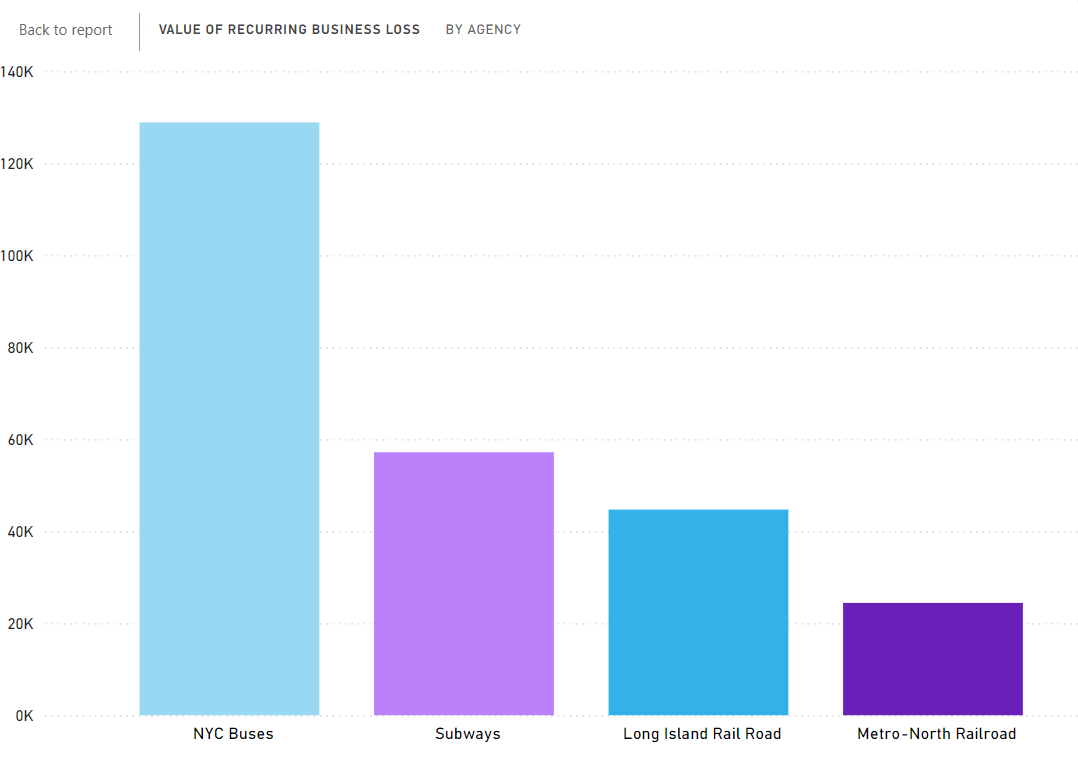 Back to report
VALUE OF RECURRING BUSINESS LOSS BY AGENCY
140K
120K
100K
80K
60K
40K
20K
0K
NYC Buses Subways Long Island Rail Road Metro-North Railroad